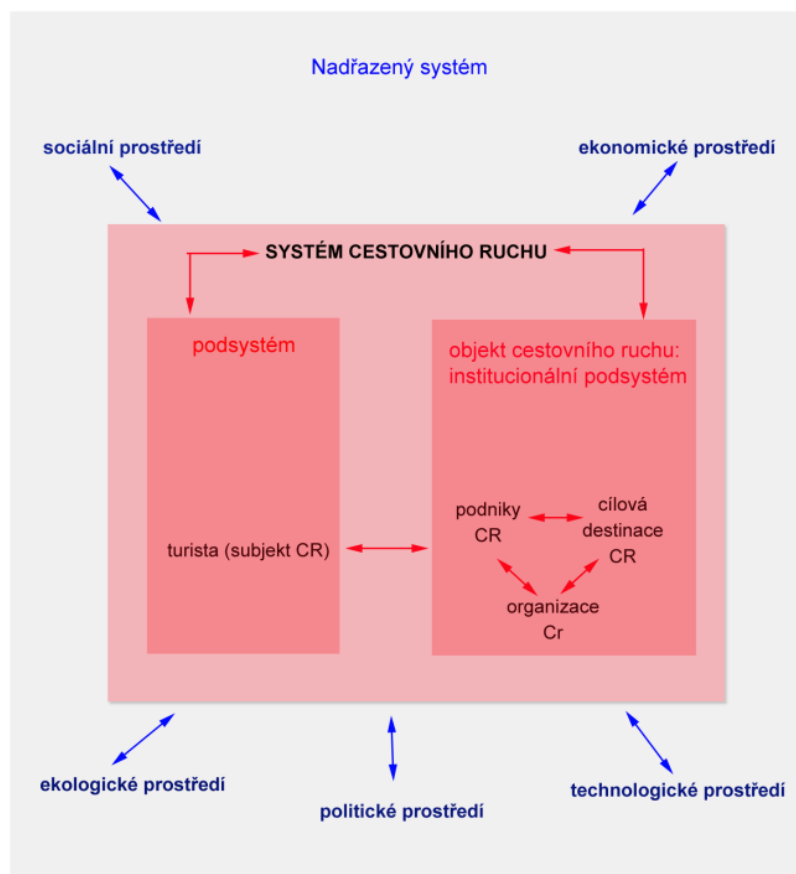 Nadřazený systém
sociální prostředí
ekonomické prostředí
SYSTÉM CESTOVNÍHO RUCHU
podsystém
objekt cestovního ruchu:
institucionální podsystém
turista (subjekt CR)
podniky
CR
cílová
destinace
CR
organizace
Cr
ekologické prostředí
politické prostředí
technologické prostředí